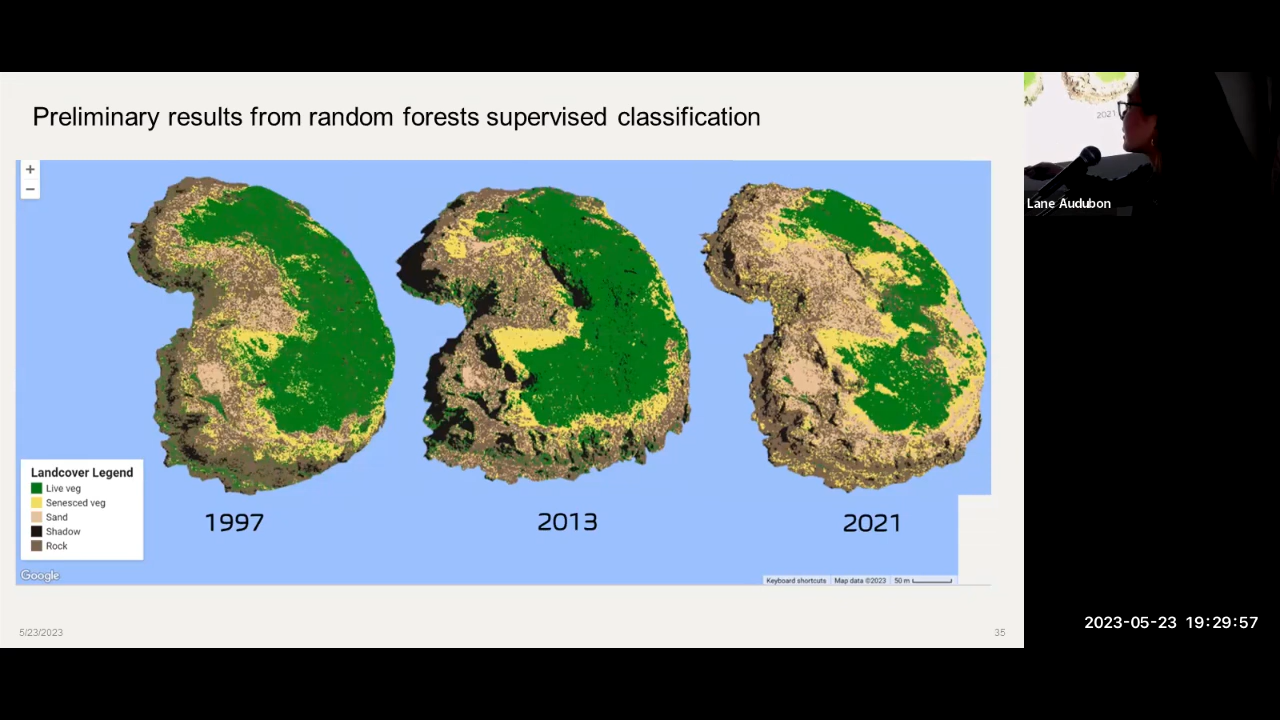 Preliminary results from random forests supervised classification
+
−
2021
Lane Audubon
Landcover Legend
Live veg
Senesced veg
Sand
Shadow
Rock
1997
2013
2021
Google
Keyboard shortcuts
Map data ©2023
50 m
5/23/2023
35
2023-05-23 19:29:57